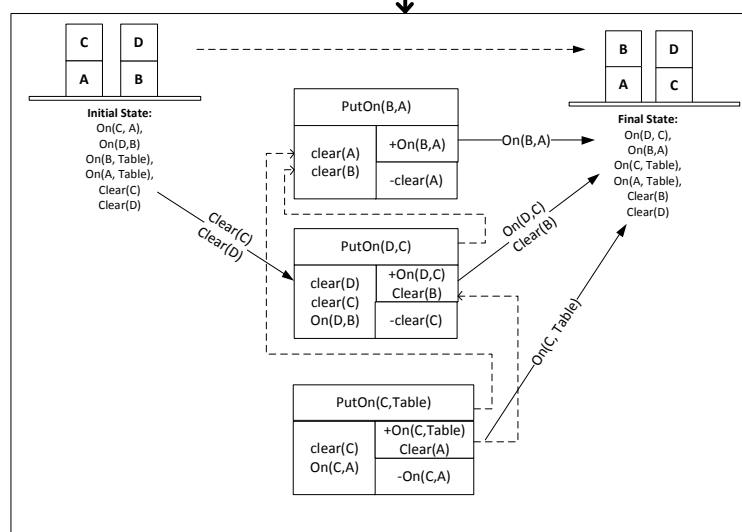 C
D
A
B
Initial State:
On(C, A),
On(D,B)
On(B, Table),
On(A, Table),
Clear(C)
Clear(D)
B
D
A
C
Final State:
On(D, C),
On(B,A)
On(C, Table),
On(A, Table),
Clear(B)
Clear(D)
PutOn(B,A)
clear(A)
clear(B)
+On(B,A)
-clear(A)
On(B,A)
Clear(C)
Clear(D)
PutOn(D,C)
clear(D)
clear(C)
On(D,B)
+On(D,C)
Clear(B)
-clear(C)
On(D,C)
Clear(B)
PutOn(C,Table)
clear(C)
On(C,A)
+On(C,Table)
Clear(A)
-On(C,A)
On(C, Table)